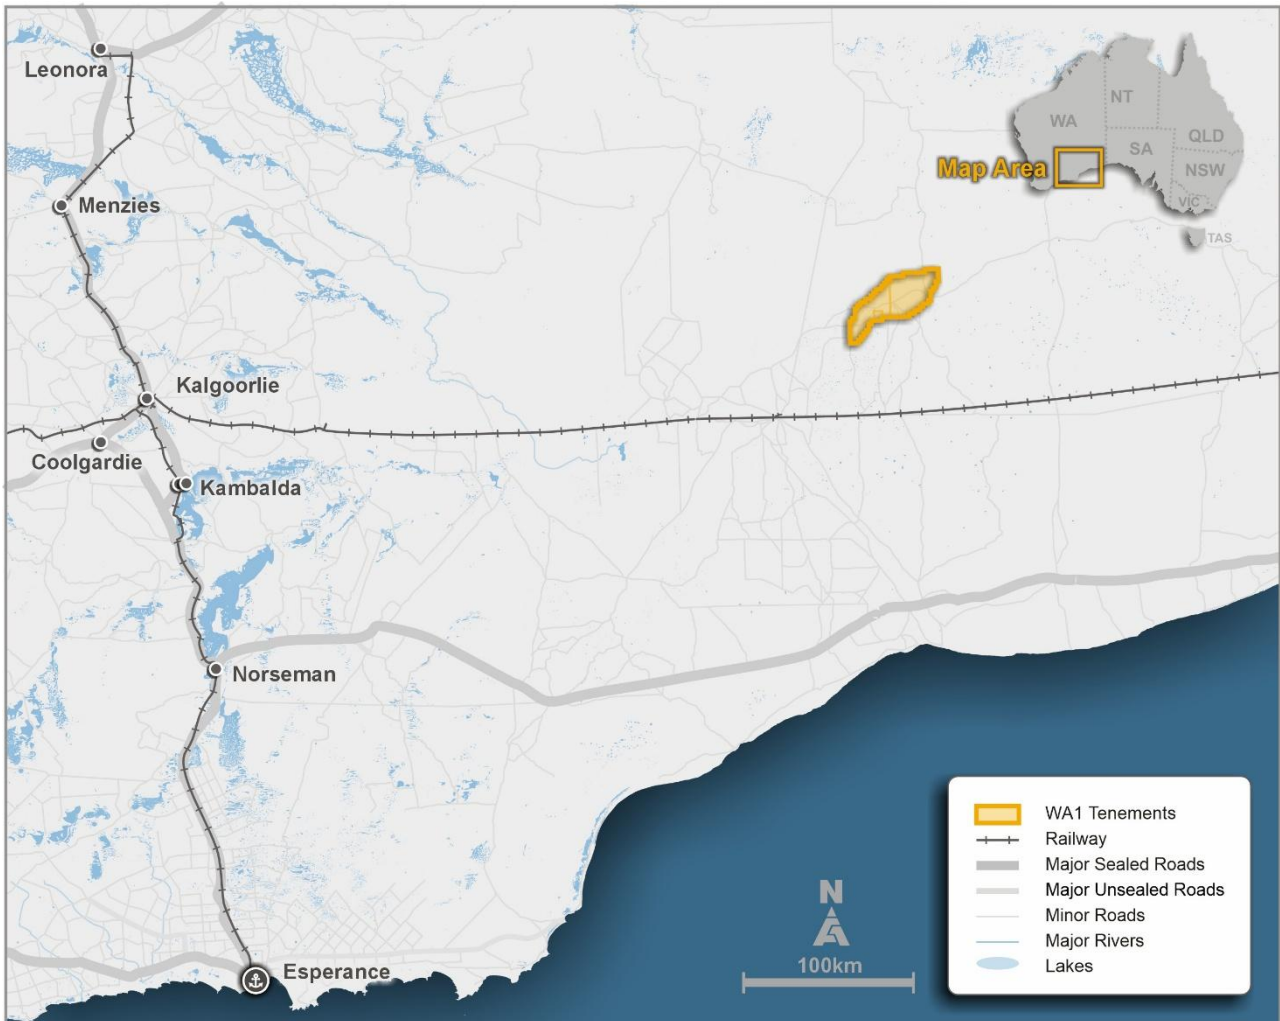 Leonora
Menzies
Kalgoorlie
Coolgardie
Kambalda
Norseman
Esperance
NT
WA
QLD
SA
NSW
VIC
TAS
Map Area
N
100km
WA1 Tenements
Railway
Major Sealed Roads
Major Unsealed Roads
Minor Roads
Major Rivers
Lakes